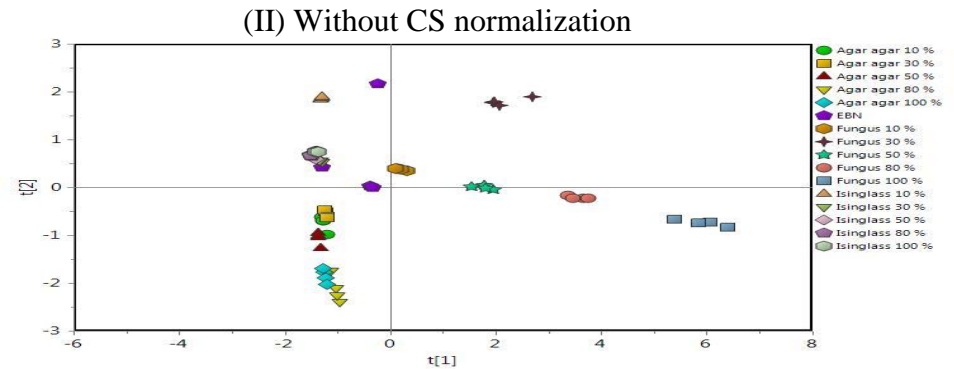 (II) Without CS normalization
3
2
1
0
-1
-2
-3
t[2]
-6
-4
-2
0
2
4
6
8
t[1]
Agar agar 10 %
Agar agar 30 %
Agar agar 50 %
Agar agar 80 %
Agar agar 100 %
EBN
Fungus 10 %
Fungus 30 %
Fungus 50 %
Fungus 80 %
Fungus 100 %
Isinglass 10 %
Isinglass 30 %
Isinglass 50 %
Isinglass 80 %
Isinglass 100 %